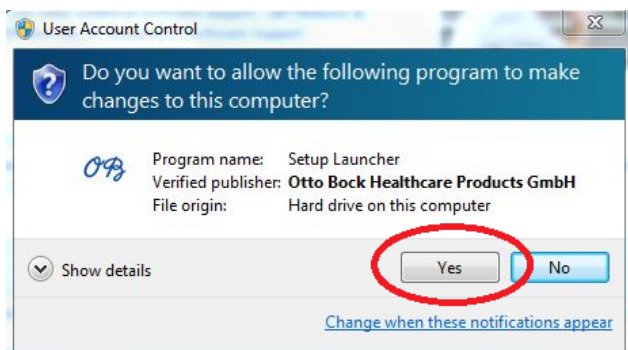 User Account Control
Do you want to allow the following program to make
changes to this computer?
OB
Program name: Setup Launcher
Verified publisher: Otto Bock Healthcare Products GmbH
File origin: Hard drive on this computer
Show details
Yes
No
Change when these notifications appear